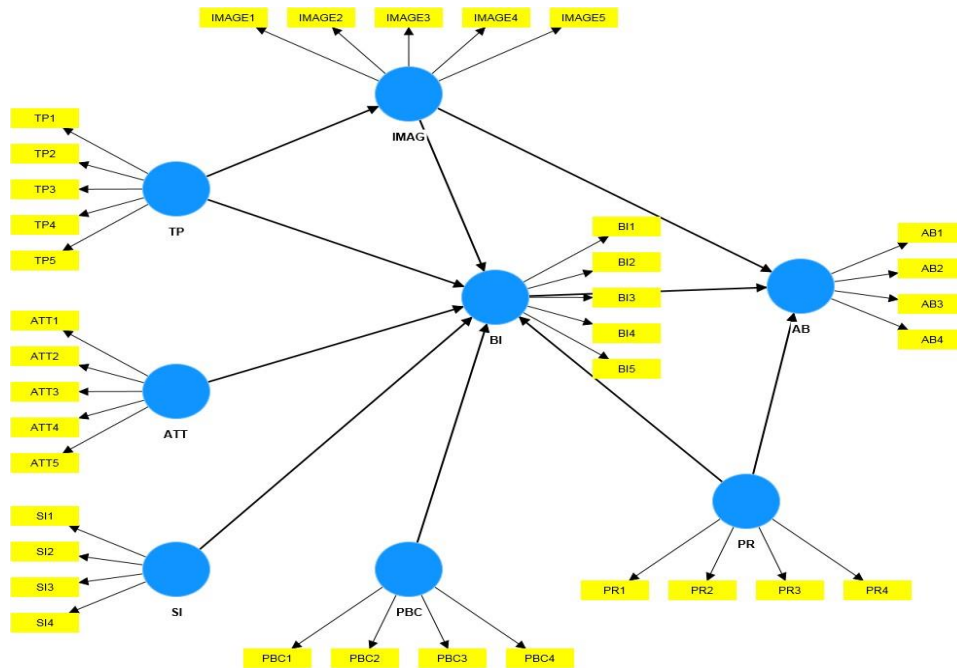 IMAGE1
IMAGE2
IMAGE3
IMAGE4
IMAGE5
IMAG
TP1
TP2
TP3
TP4
TP5
TP
BI1
BI2
BI3
BI4
BI5
BI
AB1
AB2
AB3
AB4
AB
ATT1
ATT2
ATT3
ATT4
ATT5
ATT
SI1
SI2
SI3
SI4
SI
PBC
PBC1
PBC2
PBC3
PBC4
PR
PR1
PR2
PR3
PR4